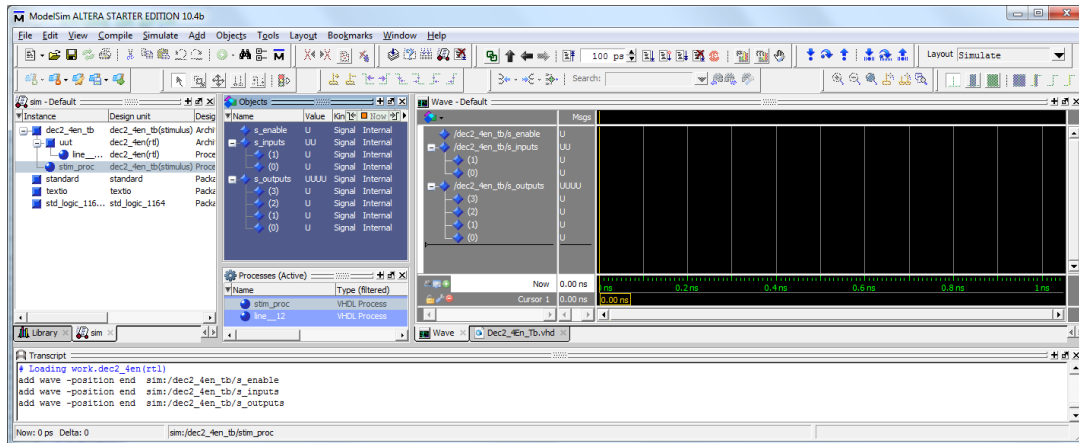 ModelSim ALTERA STARTER EDITION 10.4b
File Edit View Compile Simulate Add Objects Tools Layout Bookmarks Window Help
100 ps Layout Simulate
Search:
sim - Default
Instance Design unit Desig
dec2_4en_tb dec2_4en_tb(stimulus) Archi
uut dec2_4en(rtl) Archi
line__... dec2_4en(rtl) Proce
stim_proc dec2_4en_tb(stimulus) Proce
standard standard Packa
textio textio Packa
std_logic_116... std_logic_1164 Packa
Library sim
Objects
Name Value Kin Now
s_enable U Signal Internal
s_inputs UU Signal Internal
(1) U Signal Internal
(0) U Signal Internal
s_outputs UUUU Signal Internal
(3) U Signal Internal
(2) U Signal Internal
(1) U Signal Internal
(0) U Signal Internal
Processes (Active)
Name Type (filtered)
stim_proc VHDL Process
line__12 VHDL Process
Wave - Default
Msgs
/dec2_4en_tb/s_enable U
/dec2_4en_tb/s_inputs UU
(1) U
(0) U
/dec2_4en_tb/s_outputs UUUU
(3) U
(2) U
(1) U
(0) U
Now 0.00 ns ns 0.2 ns 0.4 ns 0.6 ns 0.8 ns 1 ns
Cursor 1 0.00 ns 0.00 ns
Wave Dec2_4En_Tb.vhd
Transcript
# Loading work.dec2_4en(rtl)
add wave -position end sim:/dec2_4en_tb/s_enable
add wave -position end sim:/dec2_4en_tb/s_inputs
add wave -position end sim:/dec2_4en_tb/s_outputs
Now: 0 ps Delta: 0 sim:/dec2_4en_tb/stim_proc